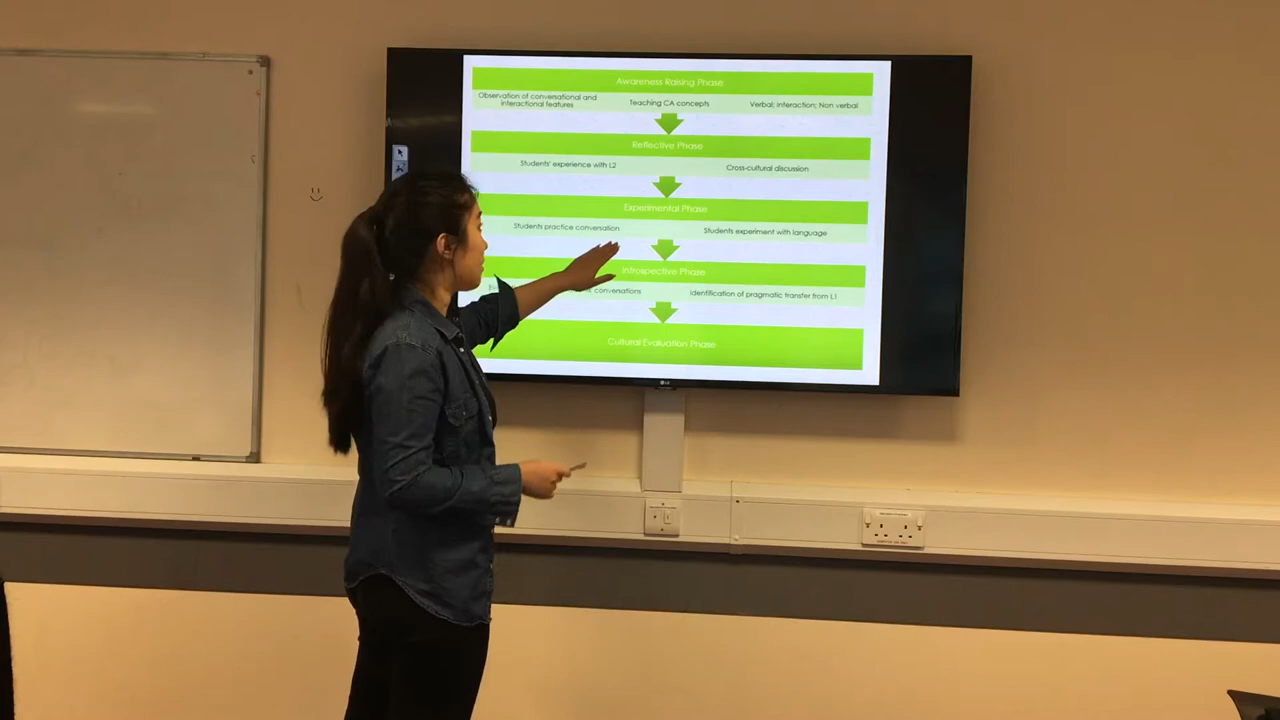 Awareness Raising Phase
Observation of conversational and
interactional features
Teaching CA concepts
Verbal; Interaction; Non verbal
Reflective Phase
Students' experience with L2
Cross-cultural discussion
Experimental Phase
Students practice conversation
Students experiment with language
Introspective Phase
conversations
Identification of pragmatic transfer from L1
Cultural Evaluation Phase
LG